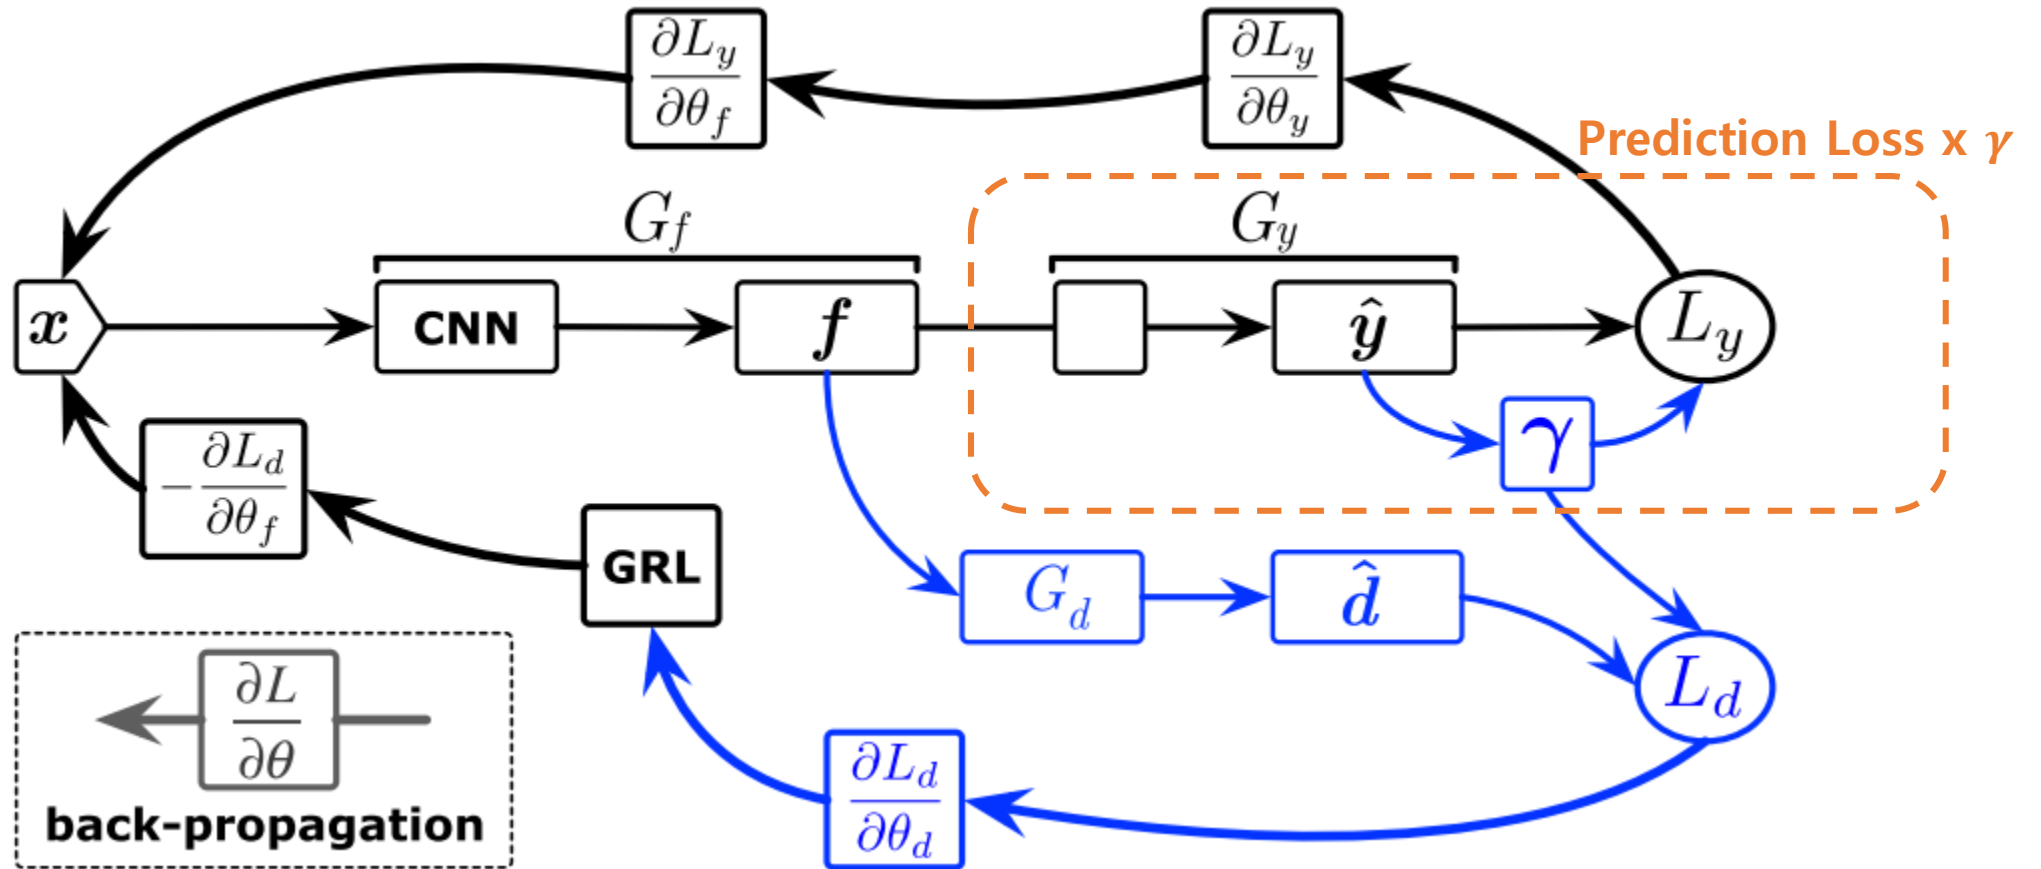 ∂L_y/∂θ_f
∂L_y/∂θ_y
Prediction Loss x γ
G_f
G_y
x
CNN
f
ŷ
L_y
γ
-∂L_d/∂θ_f
GRL
G_d
d̂
L_d
∂L/∂θ
back-propagation
∂L_d/∂θ_d